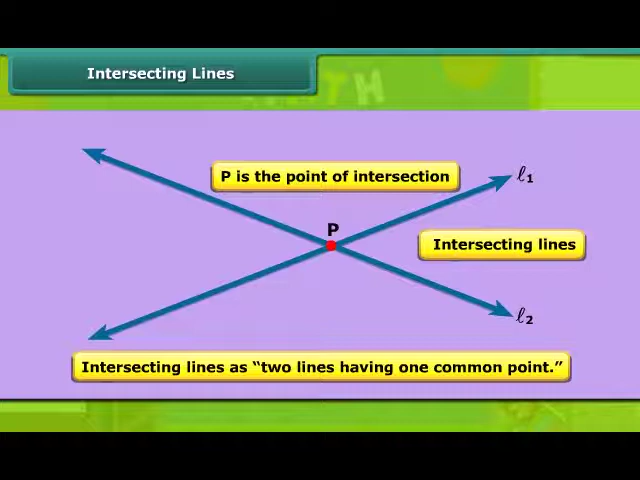 Intersecting Lines
MATH
P is the point of intersection
ℓ1
P
Intersecting lines
ℓ2
Intersecting lines as “two lines having one common point.”